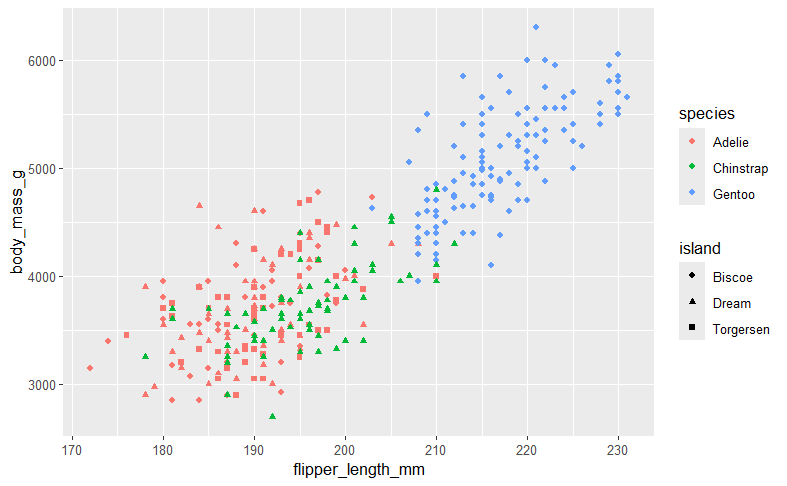 6000
5000
4000
3000
body_mass_g
170 180 190 200 210 220 230
flipper_length_mm
species
Adelie
Chinstrap
Gentoo
island
Biscoe
Dream
Torgersen